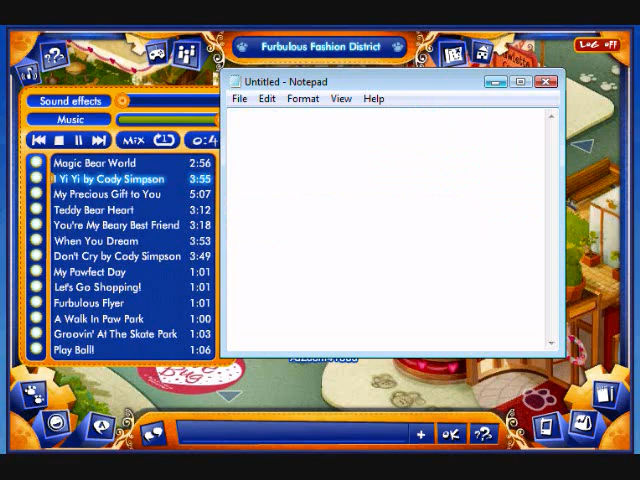 Furbulous Fashion District
Log off
Untitled - Notepad
File Edit Format View Help
Sound effects
Music
Mix
0:4
Magic Bear World 2:56
Yi Yi by Cody Simpson 3:55
My Precious Gift to You 5:07
Teddy Bear Heart 3:12
You're My Beary Best Friend 3:18
When You Dream 3:53
Don't Cry by Cody Simpson 3:49
My Pawfect Day 1:01
Let's Go Shopping! 1:01
Furbulous Flyer 1:01
A Walk In Paw Park 1:00
Groovin' At The Skate Park 1:03
Play Ball! 1:06
+ OK ???